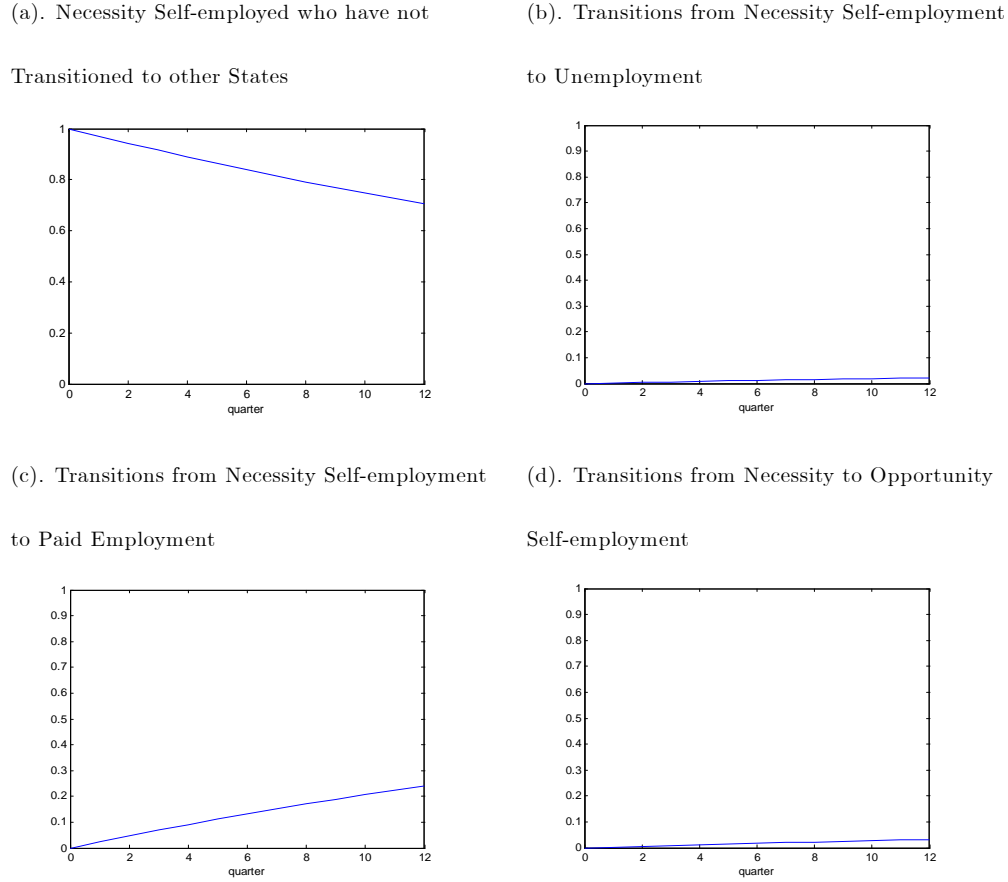 (a). Necessity Self-employed who have not
Transitioned to other States
1
0.8
0.6
0.4
0.2
0
0 2 4 6 8 10 12
quarter
(b). Transitions from Necessity Self-employment
to Unemployment
1
0.9
0.8
0.7
0.6
0.5
0.4
0.3
0.2
0.1
0
0 2 4 6 8 10 12
quarter
(c). Transitions from Necessity Self-employment
to Paid Employment
1
0.9
0.8
0.7
0.6
0.5
0.4
0.3
0.2
0.1
0
0 2 4 6 8 10 12
quarter
(d). Transitions from Necessity to Opportunity
Self-employment
1
0.9
0.8
0.7
0.6
0.5
0.4
0.3
0.2
0.1
0
0 2 4 6 8 10 12
quarter